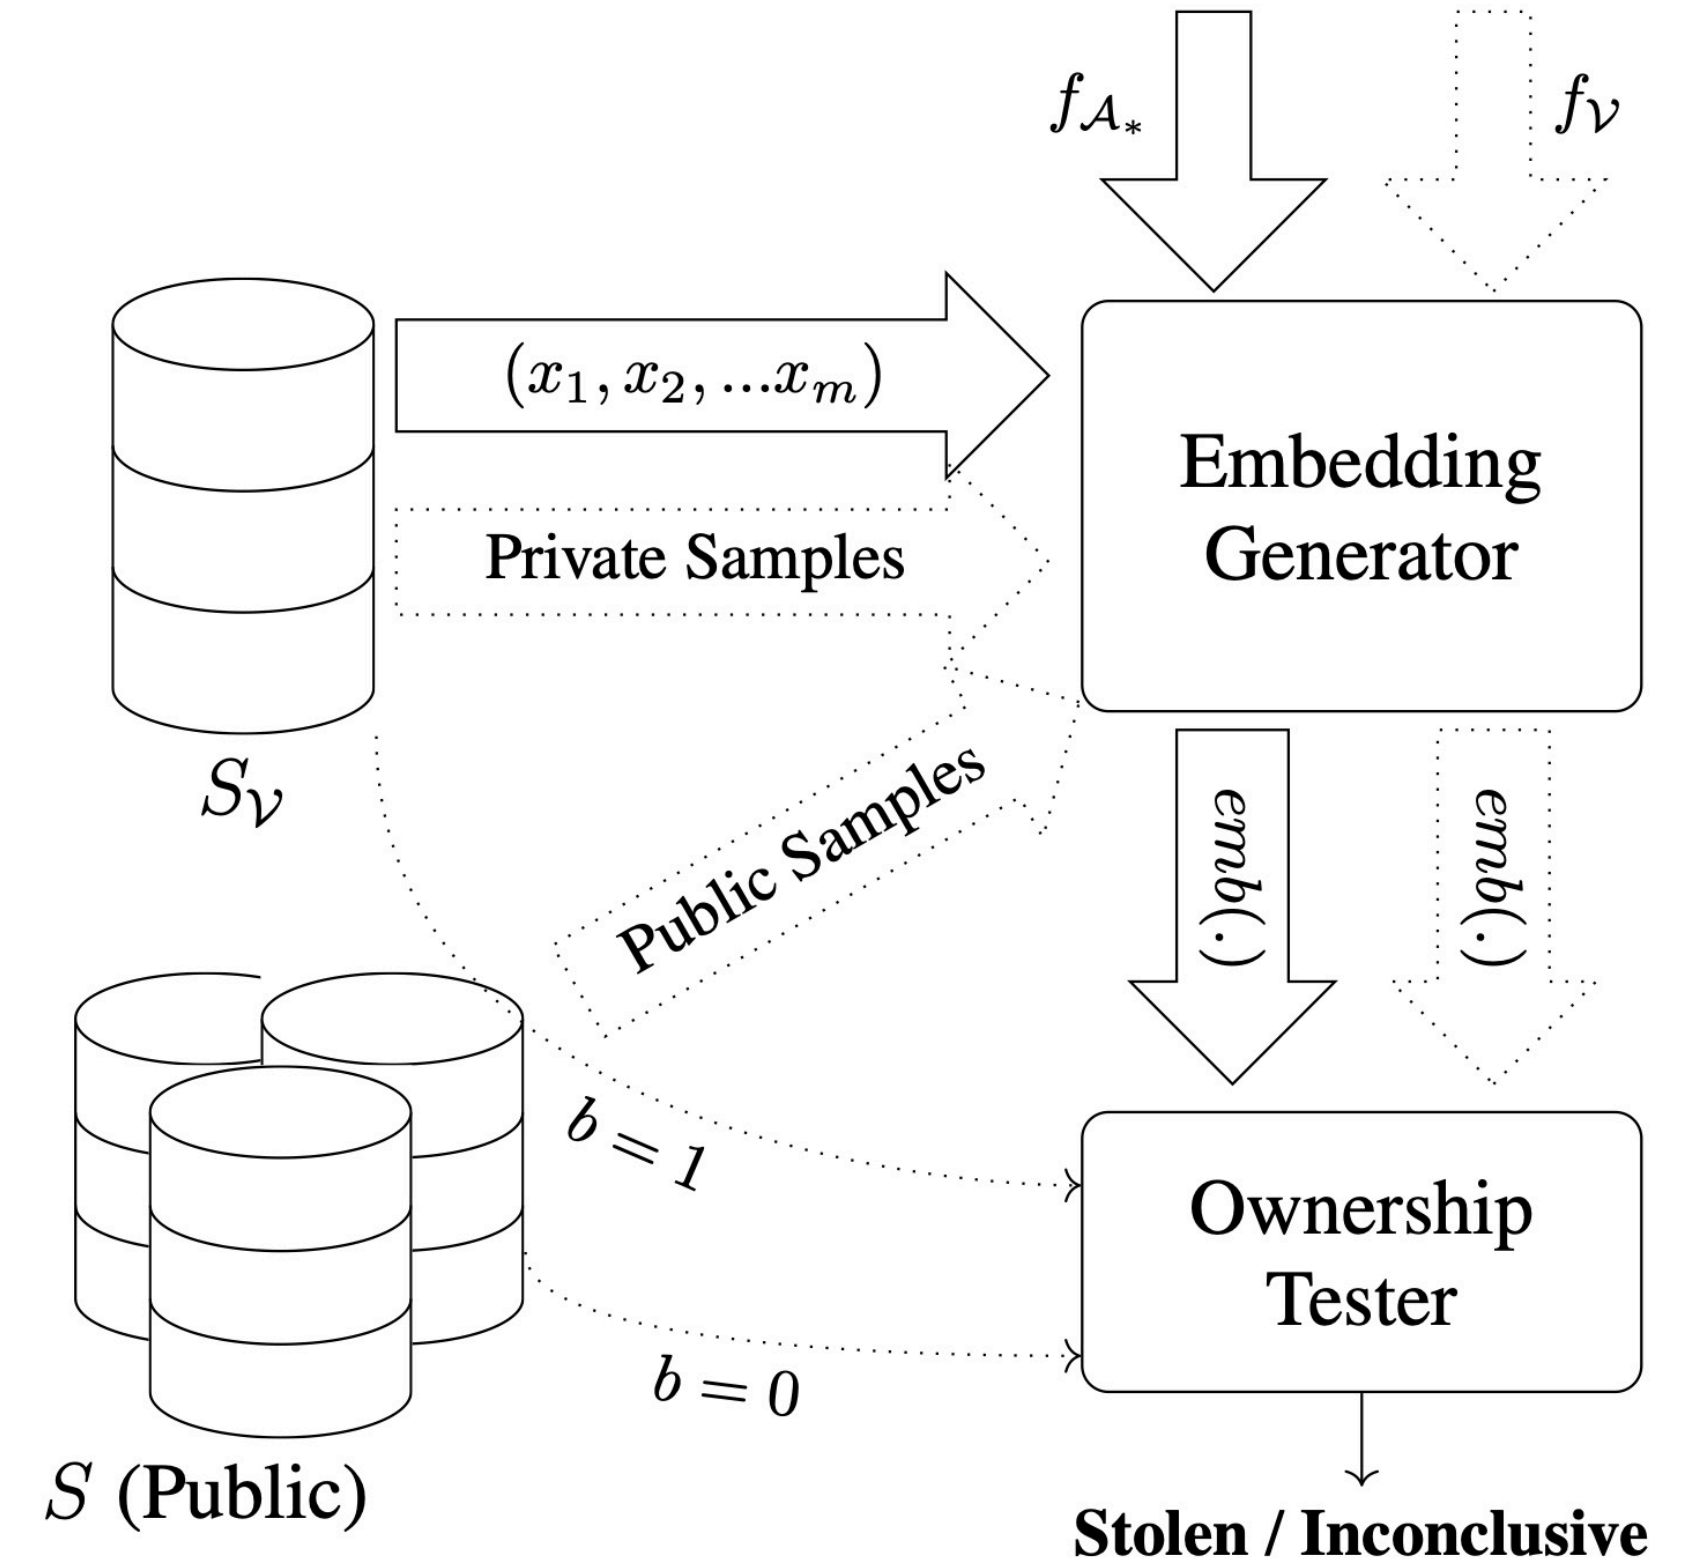 f𝒜*
f𝒱
(x₁, x₂, ...xₘ)
Embedding
Generator
Private Samples
S𝒱
Public Samples
emb(.)
emb(.)
b = 1
Ownership
Tester
b = 0
S (Public)
Stolen / Inconclusive